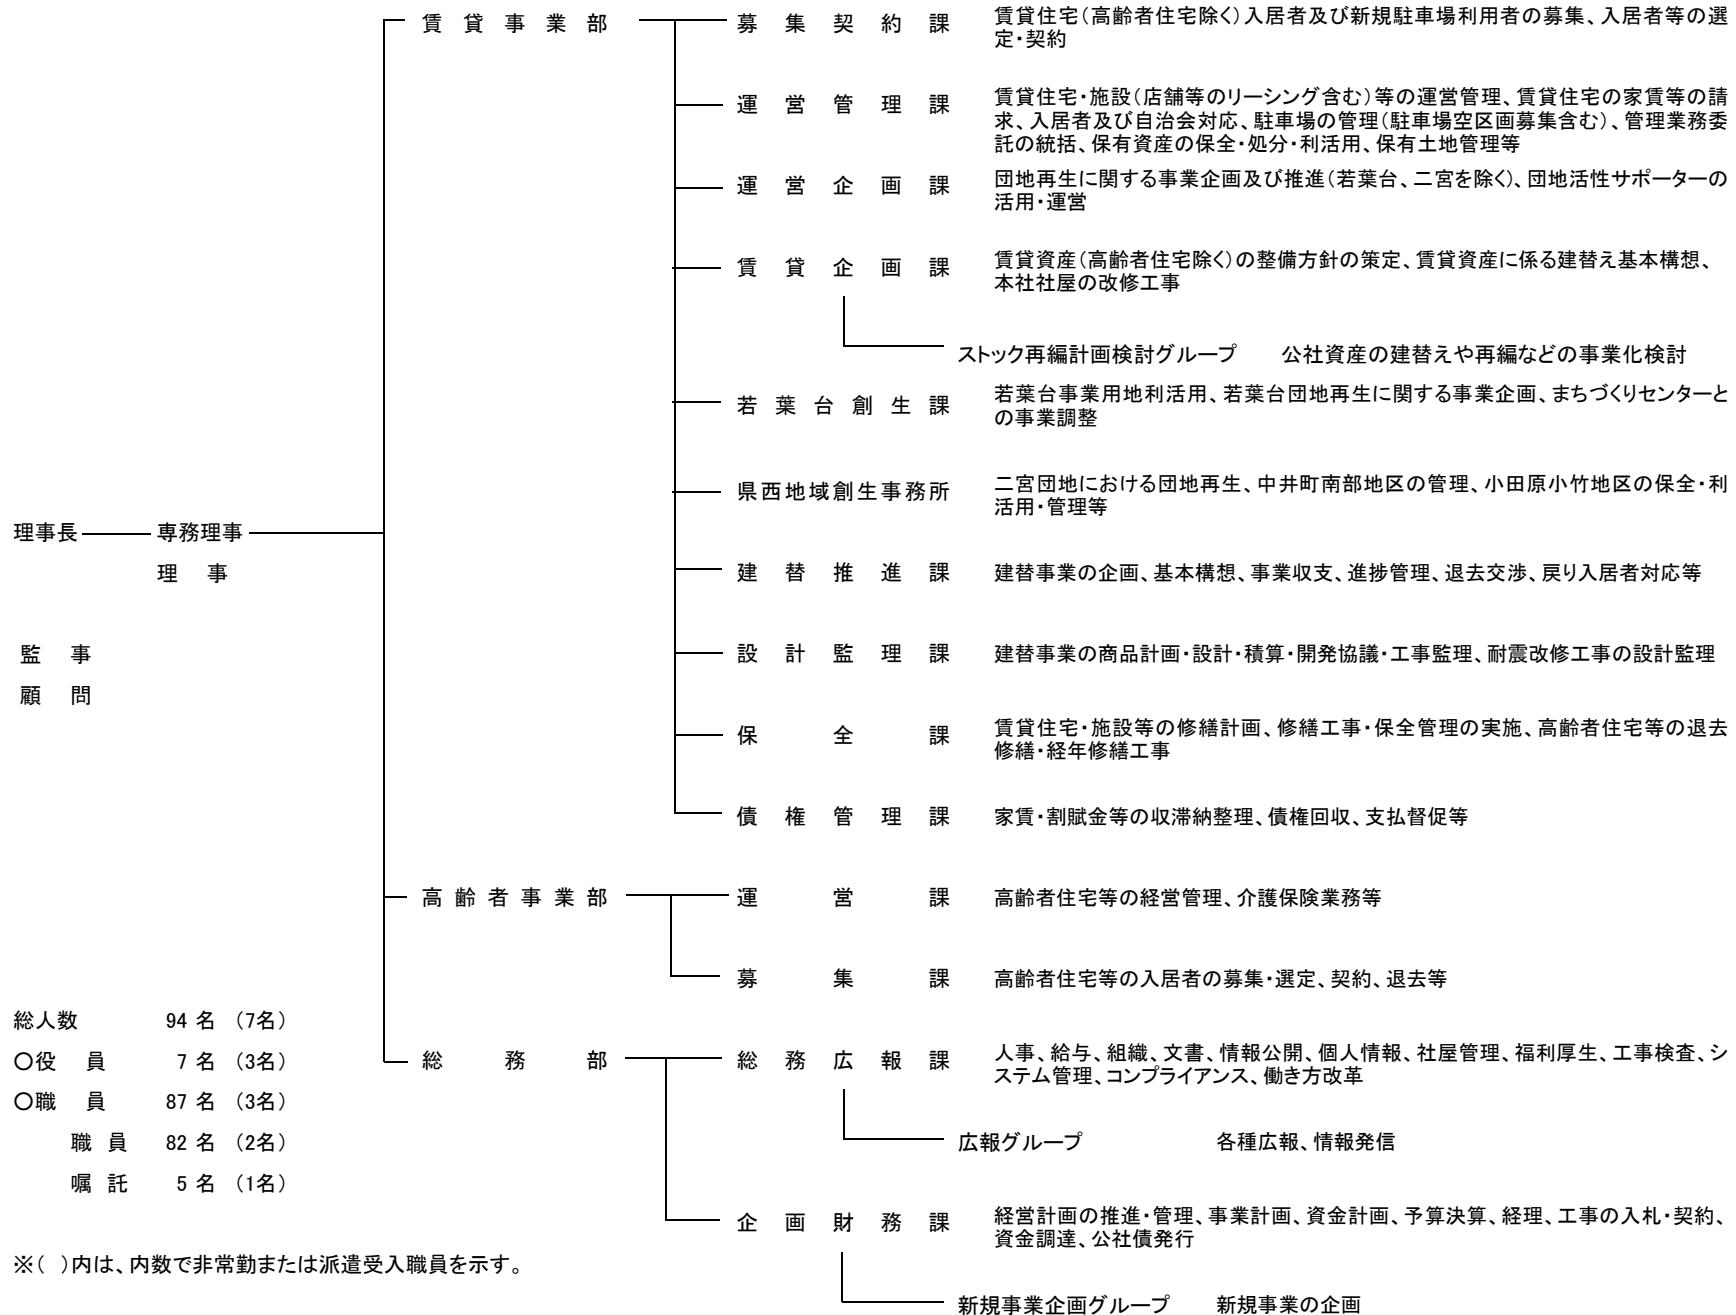 賃貸事業部
募集契約課
賃貸住宅(高齢者住宅除く)入居者及び新規駐車場利用者の募集、入居者等の選
定・契約
運営管理課
賃貸住宅・施設(店舗等のリーシング含む)等の運営管理、賃貸住宅の家賃等の請
求、入居者及び自治会対応、駐車場の管理(駐車場空区画募集含む)、管理業務委
託の統括、保有資産の保全・処分・利活用、保有土地管理等
運営企画課
団地再生に関する事業企画及び推進(若葉台、二宮を除く)、団地活性サポーターの
活用・運営
賃貸企画課
賃貸資産(高齢者住宅除く)の整備方針の策定、賃貸資産に係る建替え基本構想、
本社社屋の改修工事
ストック再編計画検討グループ 公社資産の建替えや再編などの事業化検討
若葉台創生課
若葉台事業用地利活用、若葉台団地再生に関する事業企画、まちづくりセンターと
の事業調整
県西地域創生事務所
二宮団地における団地再生、中井町南部地区の管理、小田原小竹地区の保全・利
活用・管理等
理事長 専務理事
理事
建替推進課 建替事業の企画、基本構想、事業収支、進捗管理、退去交渉、戻り入居者対応等
監事
設計監理課 建替事業の商品計画・設計・積算・開発協議・工事監理、耐震改修工事の設計監理
顧問
保全課
賃貸住宅・施設等の修繕計画、修繕工事・保全管理の実施、高齢者住宅等の退去
修繕・経年修繕工事
債権管理課 家賃・割賦金等の収滞納整理、債権回収、支払督促等
高齢者事業部 運営課 高齢者住宅等の経営管理、介護保険業務等
募集課 高齢者住宅等の入居者の募集・選定、契約、退去等
総務部 総務広報課
人事、給与、組織、文書、情報公開、個人情報、社屋管理、福利厚生、工事検査、シ
ステム管理、コンプライアンス、働き方改革
広報グループ 各種広報、情報発信
企画財務課
経営計画の推進・管理、事業計画、資金計画、予算決算、経理、工事の入札・契約、
資金調達、公社債発行
新規事業企画グループ 新規事業の企画
総人数 94 名 (7名)
〇役員 7 名 (3名)
〇職員 87 名 (3名)
職員 82 名 (2名)
嘱託 5 名 (1名)
※( )内は、内数で非常勤または派遣受入職員を示す。